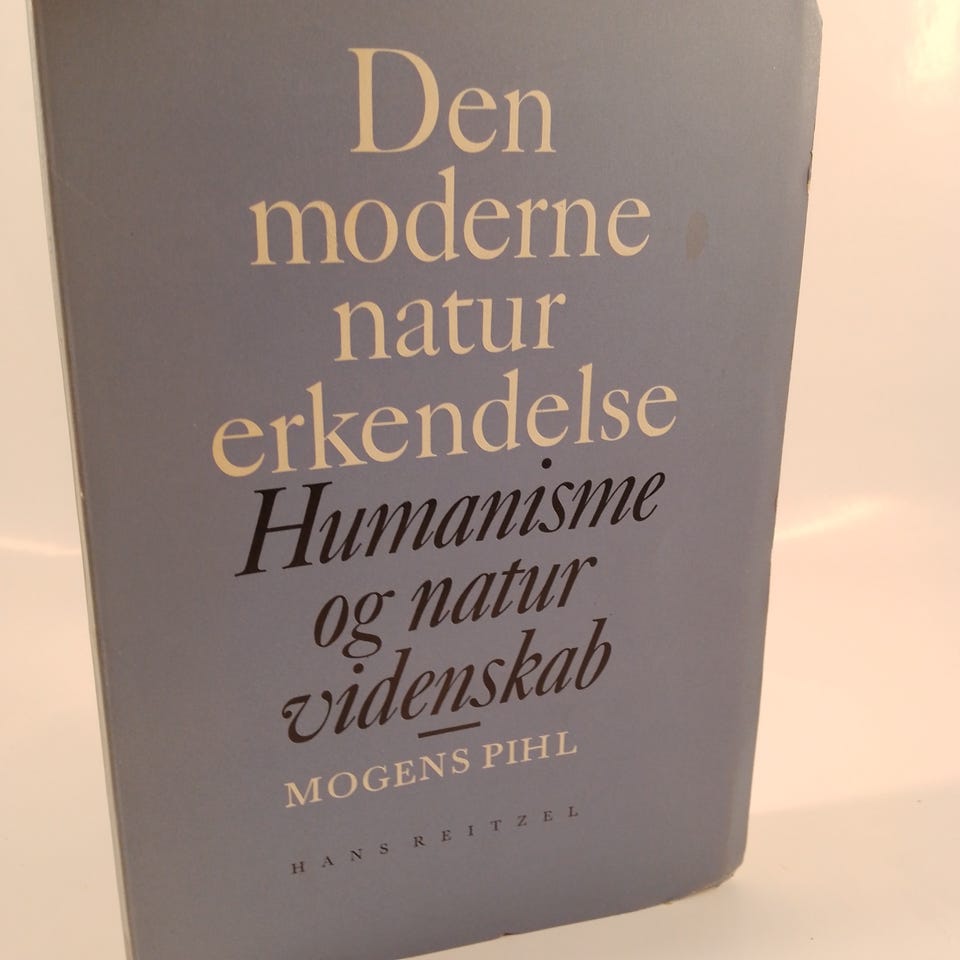 Den
moderne
natur
erkendelse
Humanisme
og natur
videnskab
MOGENS PIHL
HANS REITZEL